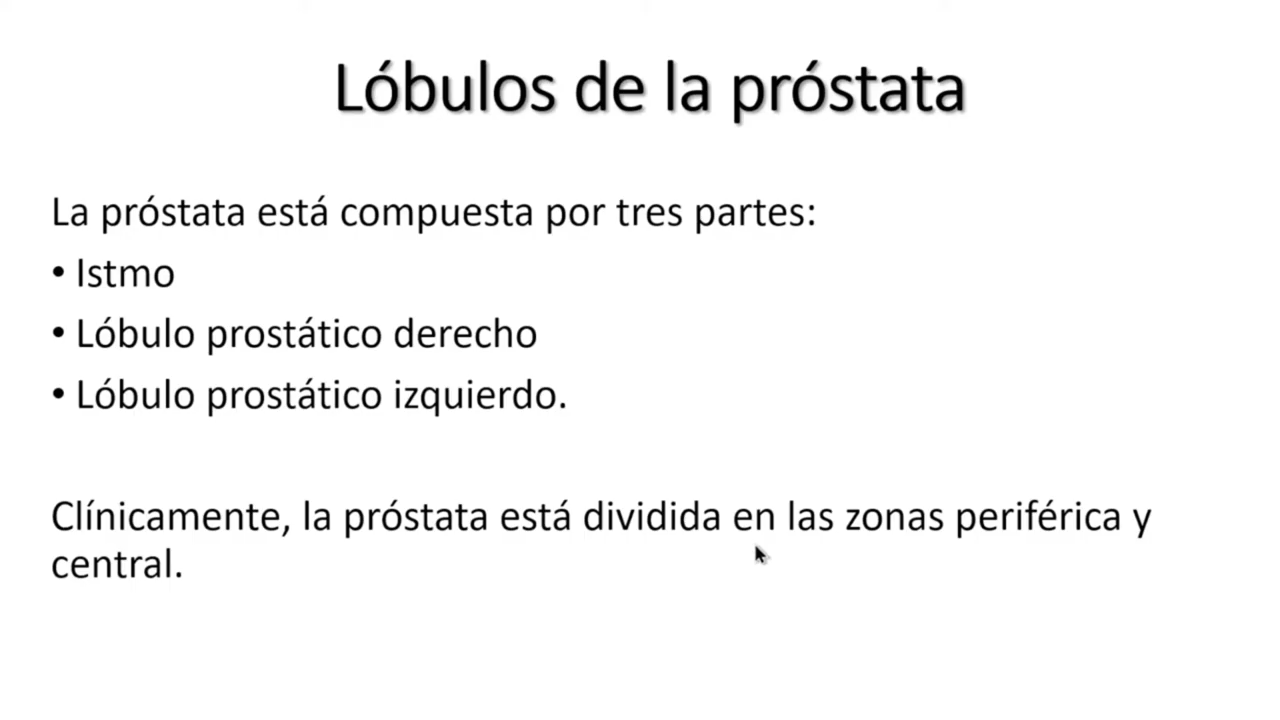 Lóbulos de la próstata
La próstata está compuesta por tres partes:
• Istmo
• Lóbulo prostático derecho
• Lóbulo prostático izquierdo.
Clínicamente, la próstata está dividida en las zonas periférica y
central.